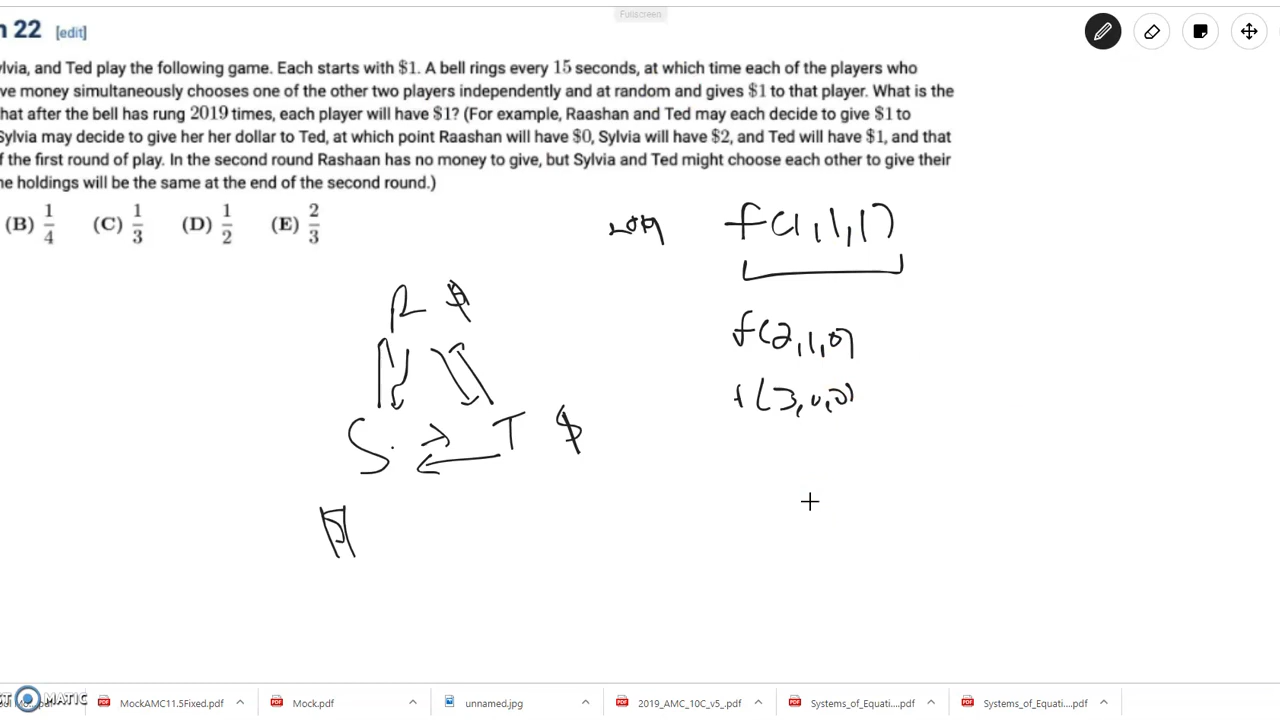 Fullscreen
n 22 [edit]
lvia, and Ted play the following game. Each starts with $1. A bell rings every 15 seconds, at which time each of the players who
ve money simultaneously chooses one of the other two players independently and at random and gives $1 to that player. What is the
hat after the bell has rung 2019 times, each player will have $1? (For example, Raashan and Ted may each decide to give $1 to
Sylvia may decide to give her her dollar to Ted, at which point Raashan will have $0, Sylvia will have $2, and Ted will have $1, and that
f the first round of play. In the second round Rashaan has no money to give, but Sylvia and Ted might choose each other to give their
ne holdings will be the same at the end of the second round.)
(B) 1/4 (C) 1/3 (D) 1/2 (E) 2/3
2019 f(1,1,1)
R $
f(2,1,0)
f(3,0,0)
S T $
MATIC
MockAMC11.5Fixed.pdf Mock.pdf unnamed.jpg 2019_AMC_10C_v5_.pdf Systems_of_Equati....pdf Systems_of_Equati....pdf